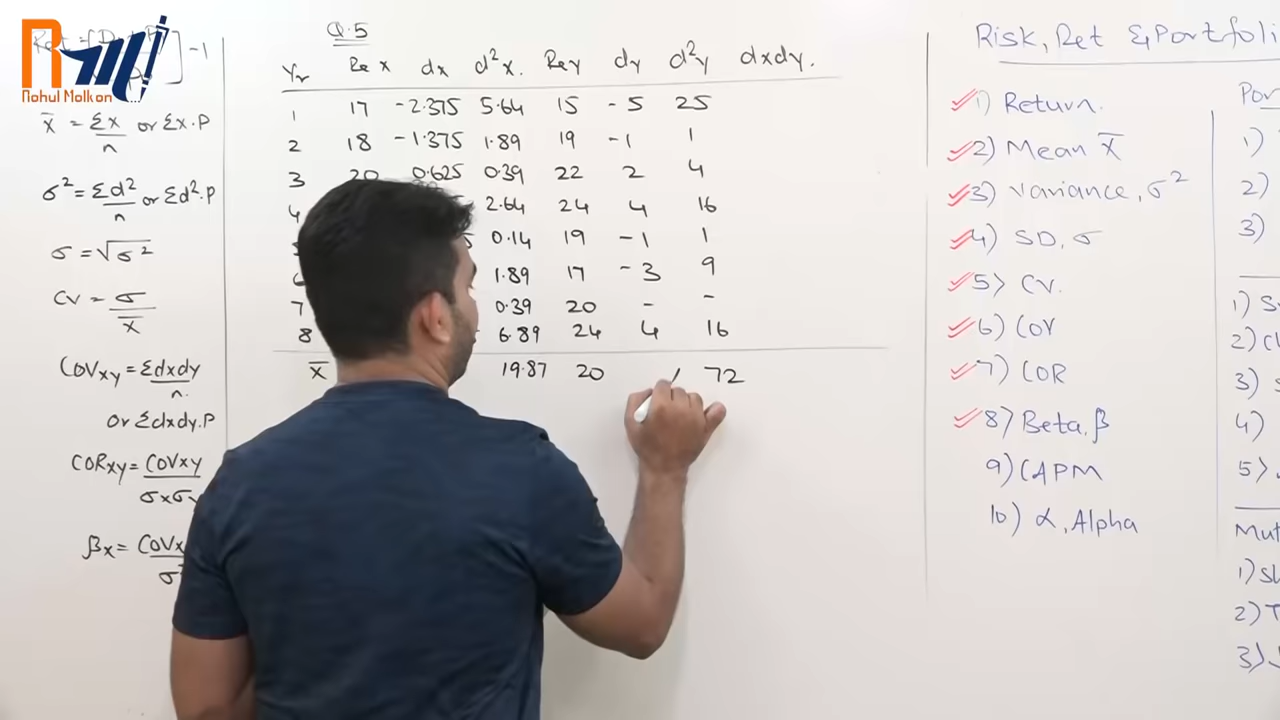 Rahul Malkan
-1
x̄ = Σx/n or Σx.P
σ² = Σd²/n or Σd².P
σ = √σ²
CV = σ/x̄
COVxy = Σdxdy/n.
or Σdxdy.P
CORxy = COVxy/σxσy
βx = COVx
Q.5
Yr Re x dx d²x. Rey dy d²y dxdy.
1 17 -2.375 5.64 15 -5 25
2 18 -1.375 1.89 19 -1 1
3 20 0.625 0.39 22 2 4
4 2.64 24 4 16
0.14 19 -1 1
1.89 17 -3 9
7 0.39 20 - -
8 6.89 24 4 16
x̄ 19.87 20 72
Risk, Ret & Portfoli
1) Return.
2) Mean x̄
3) Variance, σ²
4) SD, σ
5> CV.
6) COV
7) COR
8) Beta, β
9) CAPM
10) α, Alpha
Por
1)
2)
3)
1) S
2) C
3)
4)
5>
Mut
1) S
2) T
3)